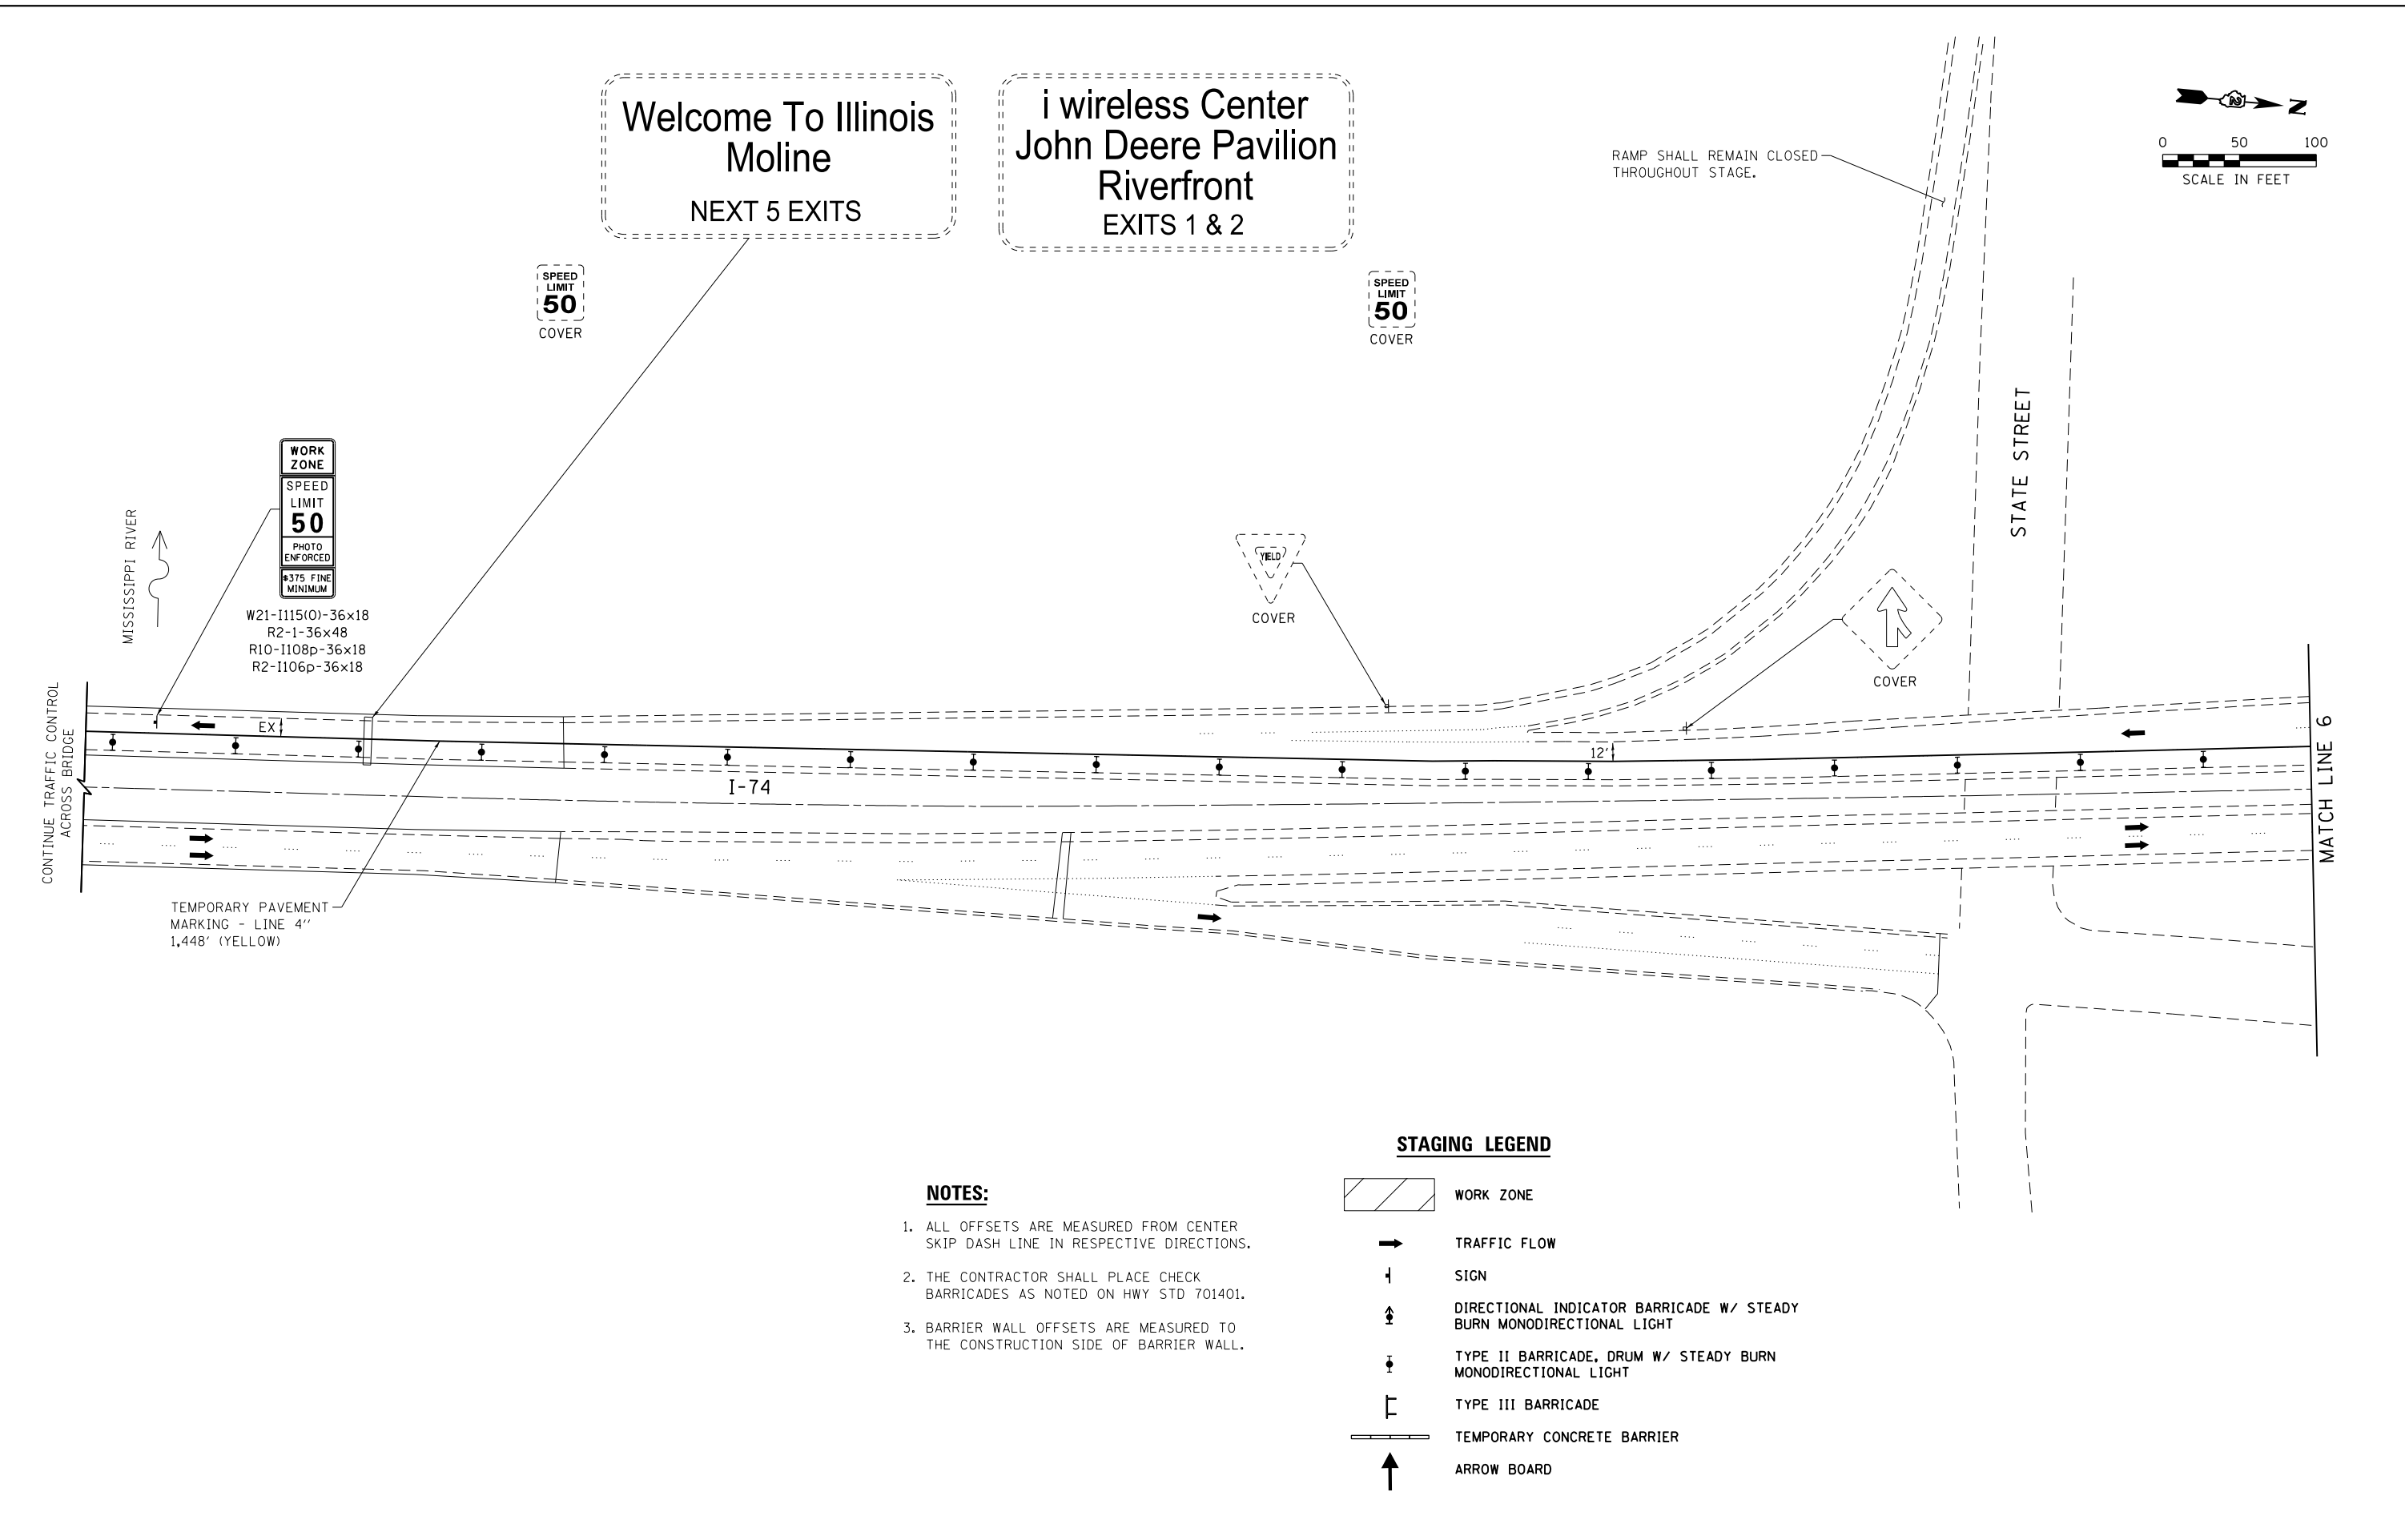 Welcome To Illinois
Moline
NEXT 5 EXITS
i wireless Center
John Deere Pavilion
Riverfront
EXITS 1 & 2
N
0 50 100
SCALE IN FEET
RAMP SHALL REMAIN CLOSED
THROUGHOUT STAGE.
SPEED
LIMIT
50
COVER
SPEED
LIMIT
50
COVER
STATE STREET
WORK
ZONE
SPEED
LIMIT
50
PHOTO
ENFORCED
$375 FINE
MINIMUM
W21-I115(O)-36x18
R2-1-36x48
R10-I108p-36x18
R2-I106p-36x18
MISSISSIPPI RIVER
YIELD
COVER
COVER
CONTINUE TRAFFIC CONTROL
ACROSS BRIDGE
EX
12'
I-74
MATCH LINE 6
TEMPORARY PAVEMENT
MARKING - LINE 4''
1,448' (YELLOW)
NOTES:
1. ALL OFFSETS ARE MEASURED FROM CENTER
SKIP DASH LINE IN RESPECTIVE DIRECTIONS.
2. THE CONTRACTOR SHALL PLACE CHECK
BARRICADES AS NOTED ON HWY STD 701401.
3. BARRIER WALL OFFSETS ARE MEASURED TO
THE CONSTRUCTION SIDE OF BARRIER WALL.
STAGING LEGEND
WORK ZONE
TRAFFIC FLOW
SIGN
DIRECTIONAL INDICATOR BARRICADE W/ STEADY
BURN MONODIRECTIONAL LIGHT
TYPE II BARRICADE, DRUM W/ STEADY BURN
MONODIRECTIONAL LIGHT
TYPE III BARRICADE
TEMPORARY CONCRETE BARRIER
ARROW BOARD